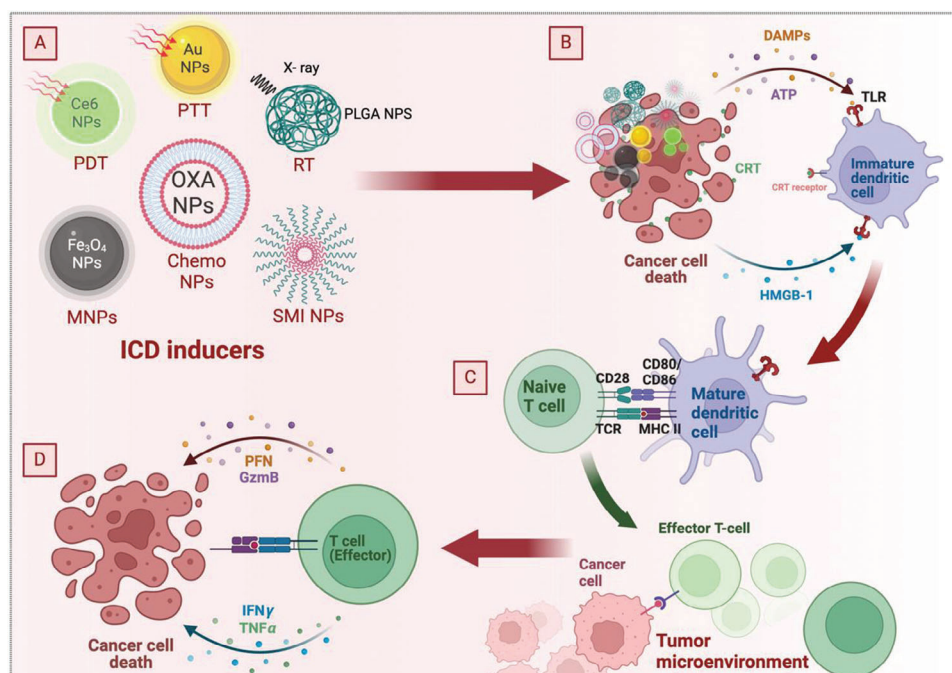 A
Ce6
NPs
PDT
Au
NPs
PTT
X- ray
PLGA NPS
RT
OXA
NPs
Chemo
NPs
Fe₃O₄
NPs
MNPs
SMI NPs
ICD inducers
B
DAMPs
ATP
TLR
CRT
CRT receptor
Immature
dendritic
cell
Cancer cell
death
HMGB-1
C
Naive
T cell
CD28
CD80/
CD86
TCR
MHC II
Mature
dendritic
cell
Effector T-cell
Cancer
cell
Tumor
microenvironment
D
PFN
GzmB
T cell
(Effector)
IFNγ
TNFα
Cancer cell
death